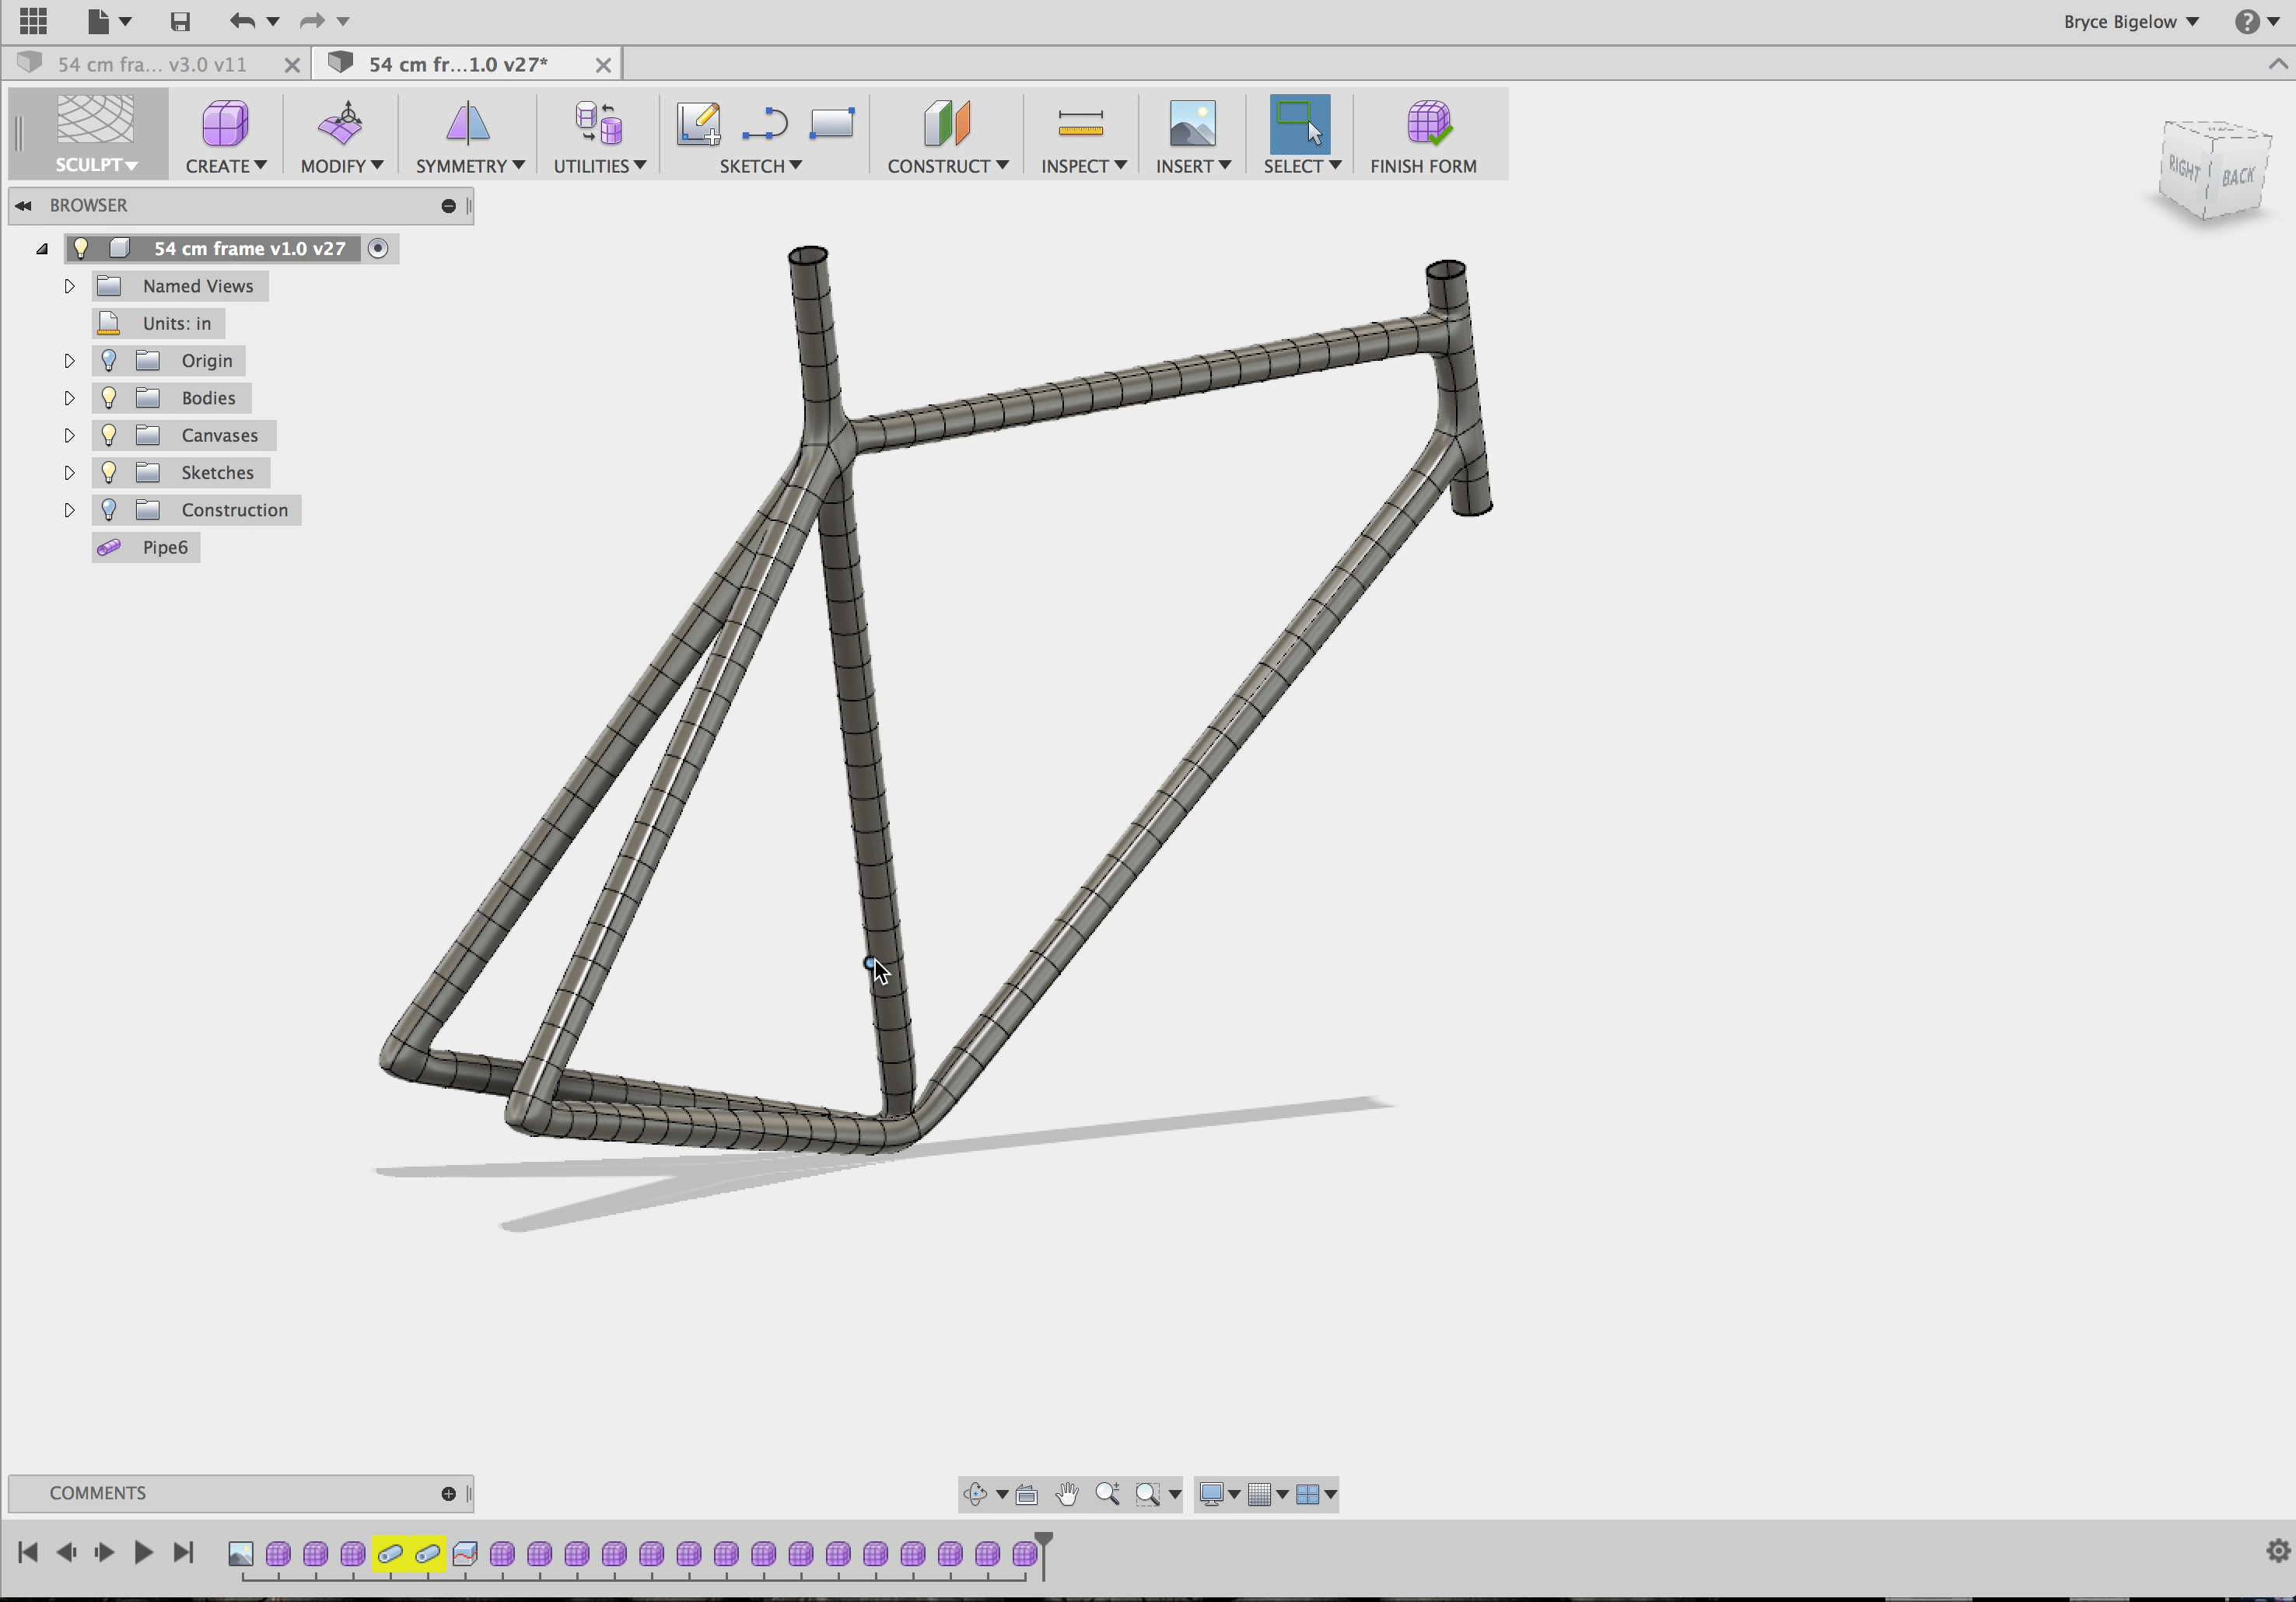 Bryce Bigelow
54 cm fra... v3.0 v11
54 cm fr...1.0 v27*
SCULPT
CREATE
MODIFY
SYMMETRY
UTILITIES
SKETCH
CONSTRUCT
INSPECT
INSERT
SELECT
FINISH FORM
RIGHT
BACK
BROWSER
54 cm frame v1.0 v27
Named Views
Units: in
Origin
Bodies
Canvases
Sketches
Construction
Pipe6
COMMENTS